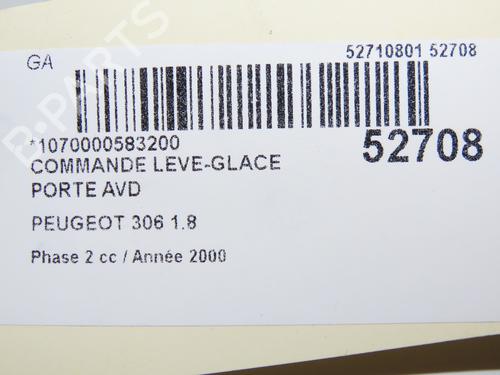 GA
52710801 52708
*1070000583200
52708
COMMANDE LEVE-GLACE
PORTE AVD
PEUGEOT 306 1.8
Phase 2 cc / Année 2000
B-PARTS